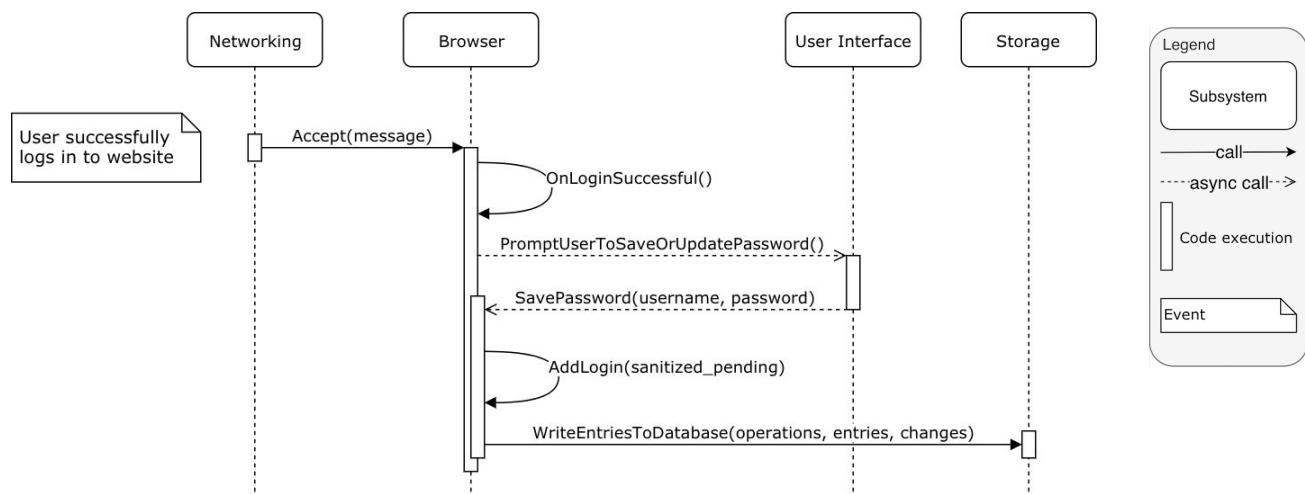 Networking
Browser
User Interface
Storage
Legend
Subsystem
call
async call
Code execution
Event
User successfully
logs in to website
Accept(message)
OnLoginSuccessful()
PromptUserToSaveOrUpdatePassword()
SavePassword(username, password)
AddLogin(sanitized_pending)
WriteEntriesToDatabase(operations, entries, changes)